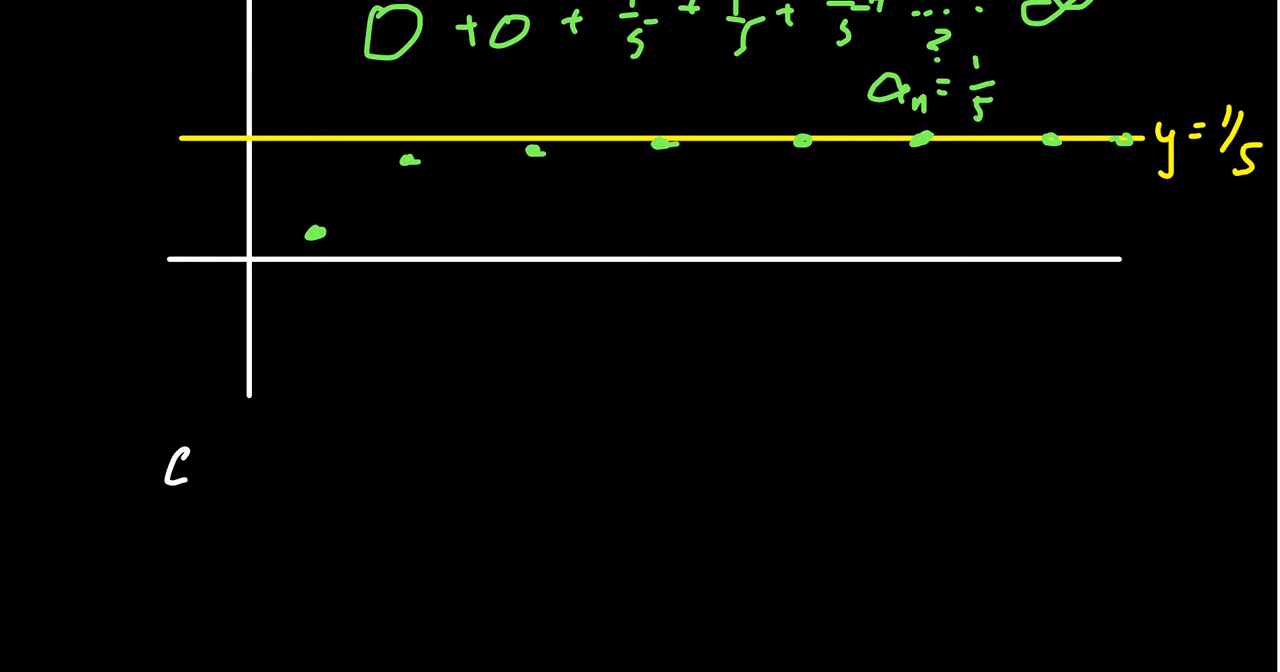 0 + 0 + 1/5 + 1/5 + 1/5 + .... ∞
aₙ = 1/5
y = 1/5
C